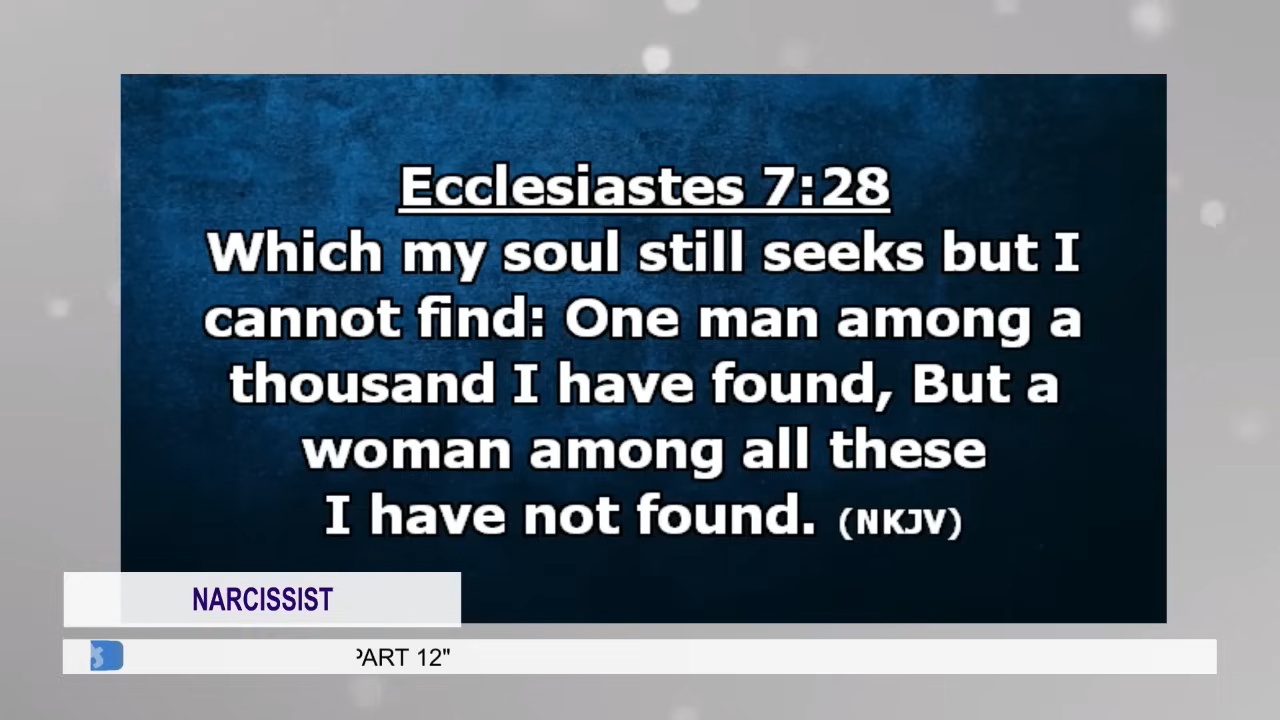 Ecclesiastes 7:28
Which my soul still seeks but I
cannot find: One man among a
thousand I have found, But a
woman among all these
I have not found. (NKJV)
NARCISSIST
PART 12"